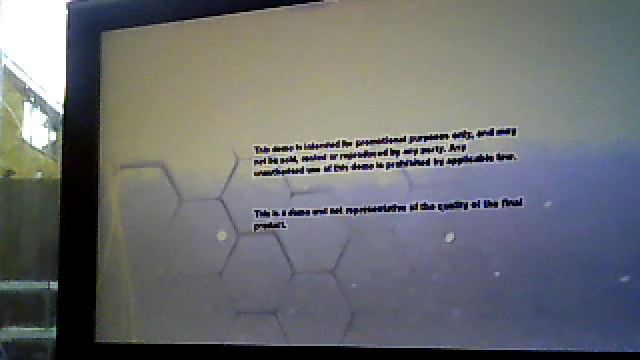 This demo is intended for promotional purposes only, and may
not be sold, rented or reproduced by any party. Any
unauthorised use of this demo is prohibited by applicable law.
This is a demo and not representative of the quality of the final
product.